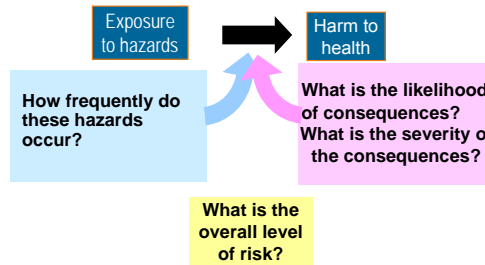 Exposure
to hazards
Harm to
health
How frequently do
these hazards
occur?
What is the likelihood
of consequences?
What is the severity o
the consequences?
What is the
overall level
of risk?